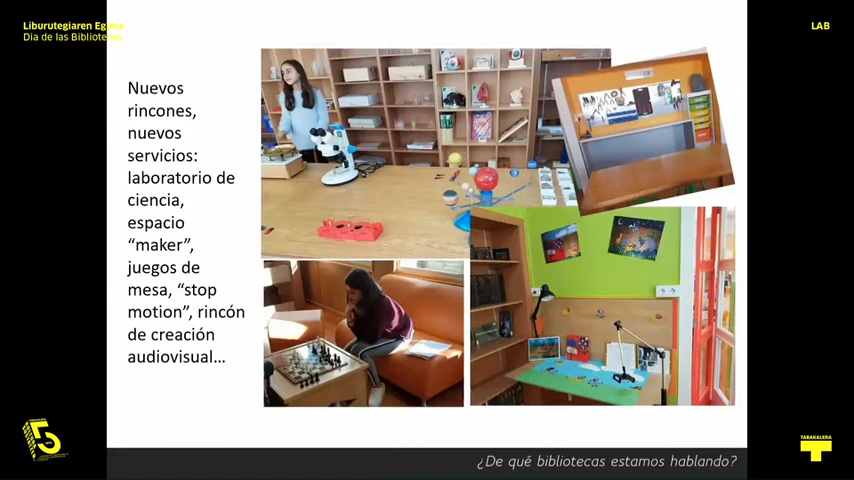 Liburutegiaren Eguna
Día de las Bibliotecas
LAB
Nuevos
rincones,
nuevos
servicios:
laboratorio de
ciencia,
espacio
“maker”,
juegos de
mesa, “stop
motion”, rincón
de creación
audiovisual…
5
TABAKALERA
¿De qué bibliotecas estamos hablando?